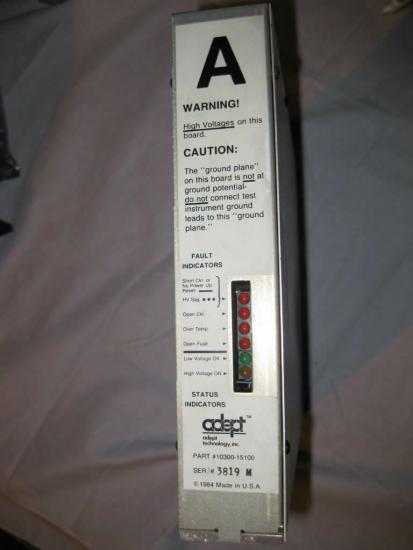 A
WARNING!
High Voltages on this
board.
CAUTION:
The "ground plane"
on this board is not at
ground potential-
do not connect test
instrument ground
leads to this "ground
plane."
FAULT
INDICATORS
Short Ckt. or
No Power Up
Reset
HV Sag.
Open Ckt
Over Temp.
Open Fuse
Low Voltage OK
High Voltage ON
STATUS
INDICATORS
adept™
adept
technology, inc.
PART #10300-15100
SER/# 3819 M
©1984 Made in U.S.A.